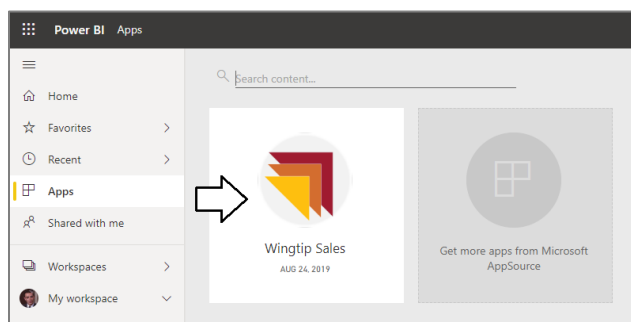 Power BI Apps
Search content...
Home
Favorites
Recent
Apps
Shared with me
Workspaces
My workspace
Wingtip Sales
AUG 24, 2019
Get more apps from Microsoft
AppSource